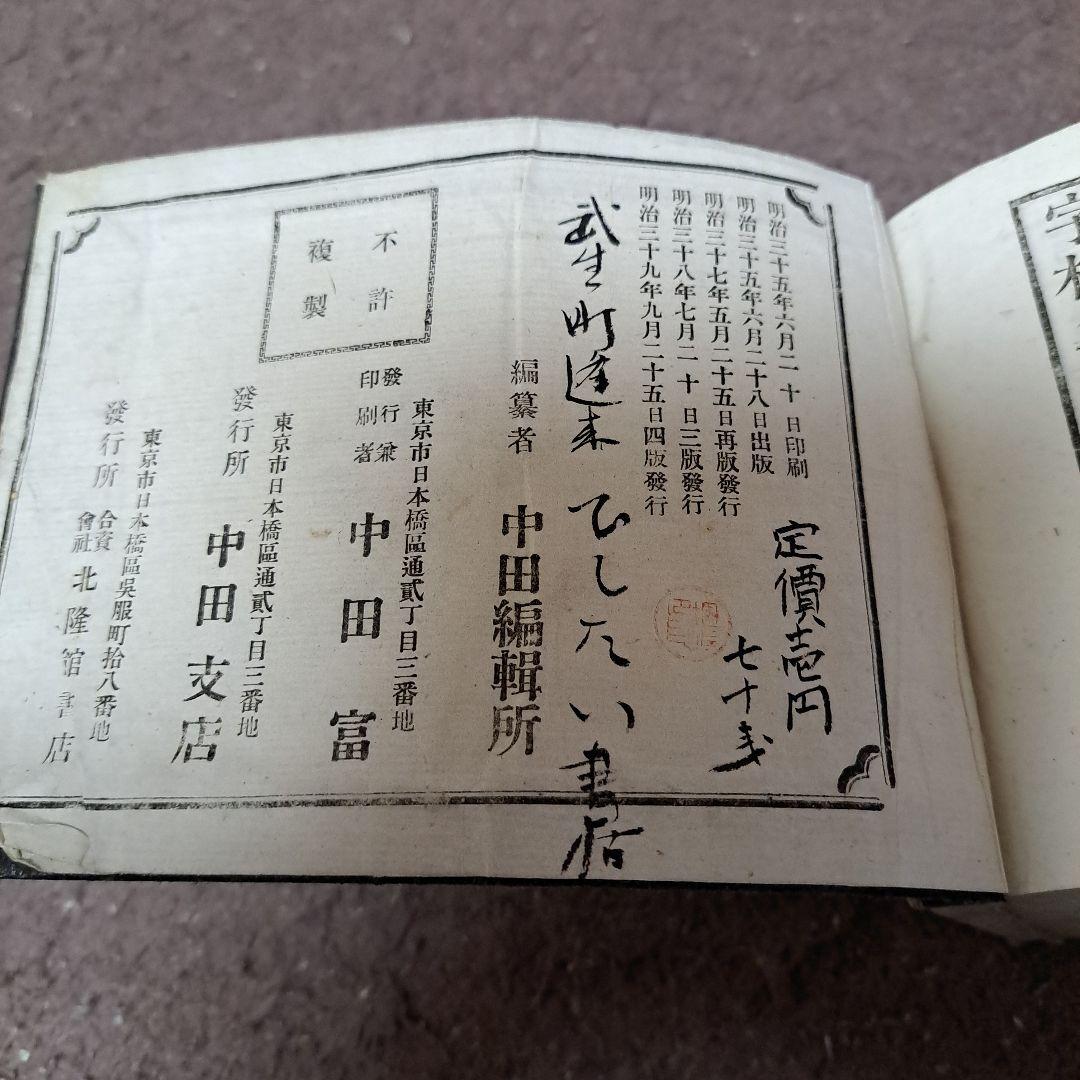 明治三十五年六月二十日印刷
明治三十五年六月二十八日出版
明治三十七年五月二十五日再版發行
明治三十八年七月二十日三版發行
明治三十九年九月二十五日四版發行
定價壱円
七十戋
武生町蓬莱
書店
編纂者 中田編輯所
東京市日本橋區通貳丁目三番地
發行兼印刷者 中田富
東京市日本橋區通貳丁目三番地
發行所 中田支店
東京市日本橋區吳服町拾八番地
發行所 合資會社 北隆舘書店
不許
複製